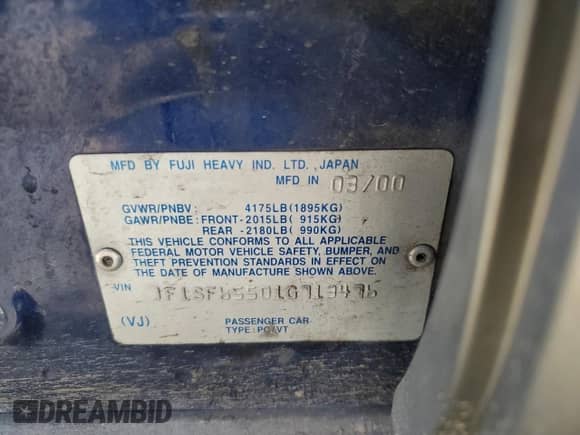 MFD BY FUJI HEAVY IND. LTD., JAPAN
MFD IN 03/00
GVWR/PNBV: 4175LB(1895KG)
GAWR/PNBE: FRONT-2015LB( 915KG)
REAR -2180LB( 990KG)
THIS VEHICLE CONFORMS TO ALL APPLICABLE
FEDERAL MOTOR VEHICLE SAFETY, BUMPER, AND
THEFT PREVENTION STANDARDS IN EFFECT ON THE
DATE OF MANUFACTURE SHOWN ABOVE.
VIN
(VJ)
PASSENGER CAR
TYPE: PC/VT
DREAMBID